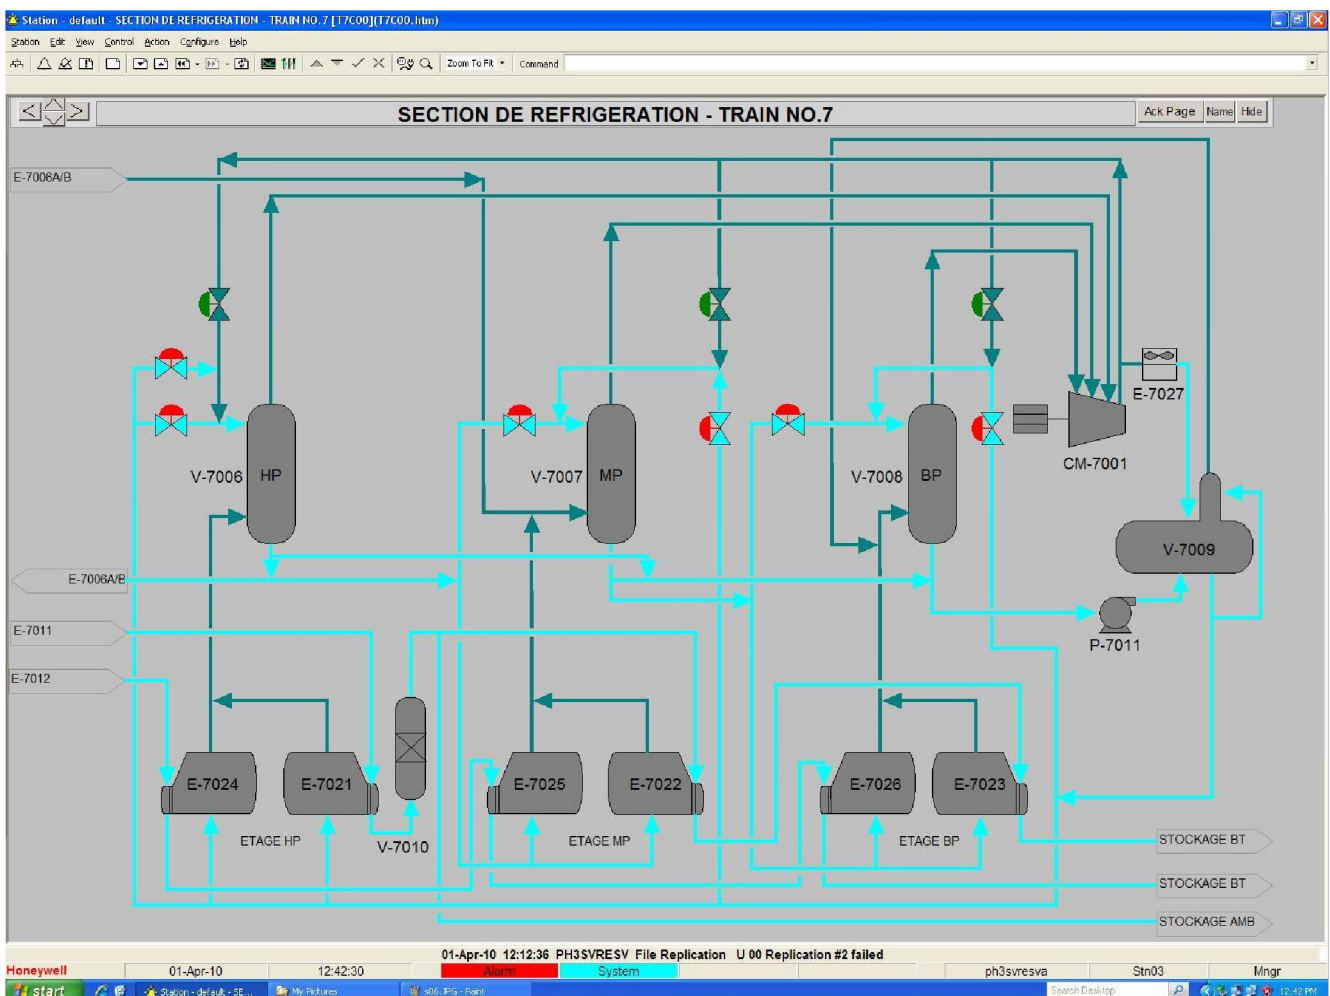 Station - default - SECTION DE REFRIGERATION - TRAIN NO.7 [T7C00](T7C00.htm)
Station Edit View Control Action Configure Help
Zoom To Fit Command
SECTION DE REFRIGERATION - TRAIN NO.7
Ack Page Name Hide
E-7006A/B
E-7027
CM-7001
V-7006 HP
V-7007 MP
V-7008 BP
V-7009
E-7006A/B
E-7011
P-7011
E-7012
E-7024 E-7021 E-7025 E-7022 E-7026 E-7023
ETAGE HP V-7010 ETAGE MP ETAGE BP
STOCKAGE BT
STOCKAGE BT
STOCKAGE AMB
01-Apr-10 12:12:36 PH3SVRESV File Replication U 00 Replication #2 failed
Honeywell 01-Apr-10 12:42:30 Alarm System ph3svresva Stn03 Mngr
start Station - default - SE... My Pictures s06.JPG - Paint Search Desktop 12:42 PM